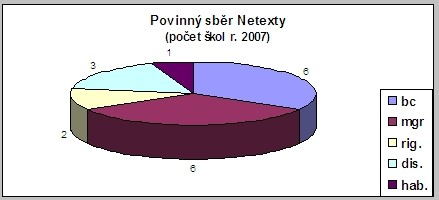 Povinný sběr Netexty
(počet škol r. 2007)
1
3
6
2
6
bc
mgr
rig.
dis.
hab.